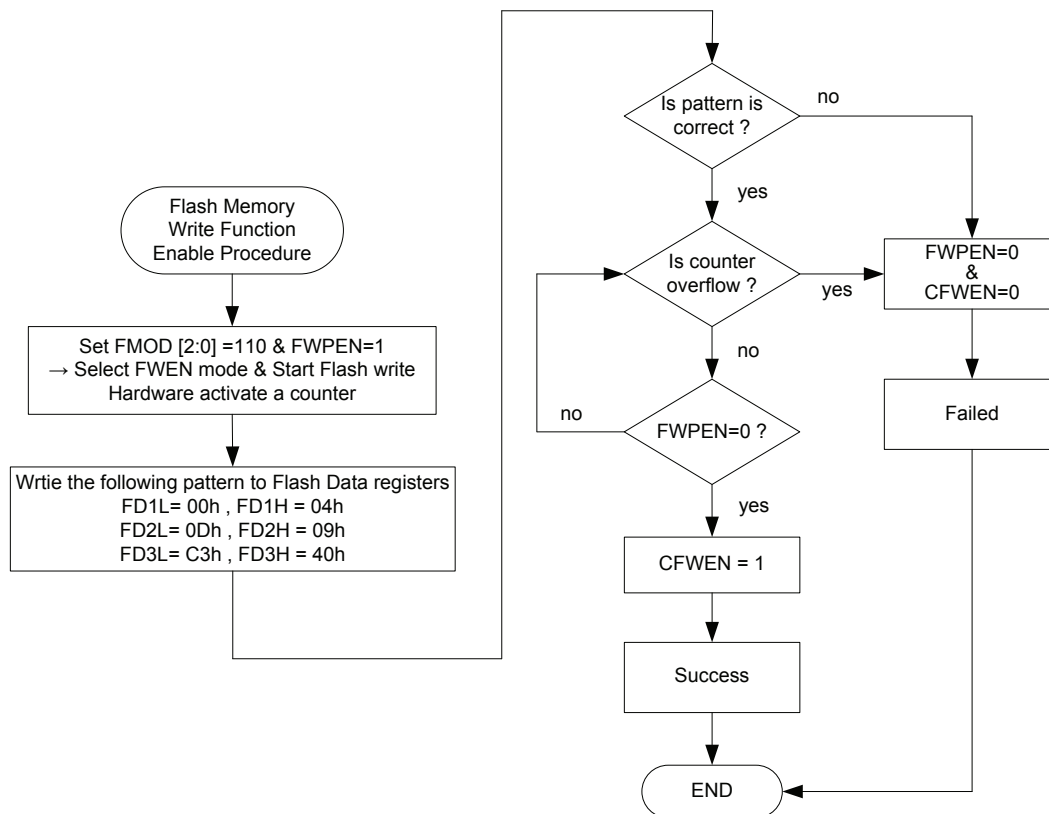 Flash Memory
Write Function
Enable Procedure
Set FMOD [2:0] =110 & FWPEN=1
→ Select FWEN mode & Start Flash write
Hardware activate a counter
Wrtie the following pattern to Flash Data registers
FD1L= 00h , FD1H = 04h
FD2L= 0Dh , FD2H = 09h
FD3L= C3h , FD3H = 40h
Is pattern is
correct ?
no
yes
Is counter
overflow ?
yes
no
FWPEN=0 ?
no
yes
CFWEN = 1
Success
END
FWPEN=0
&
CFWEN=0
Failed